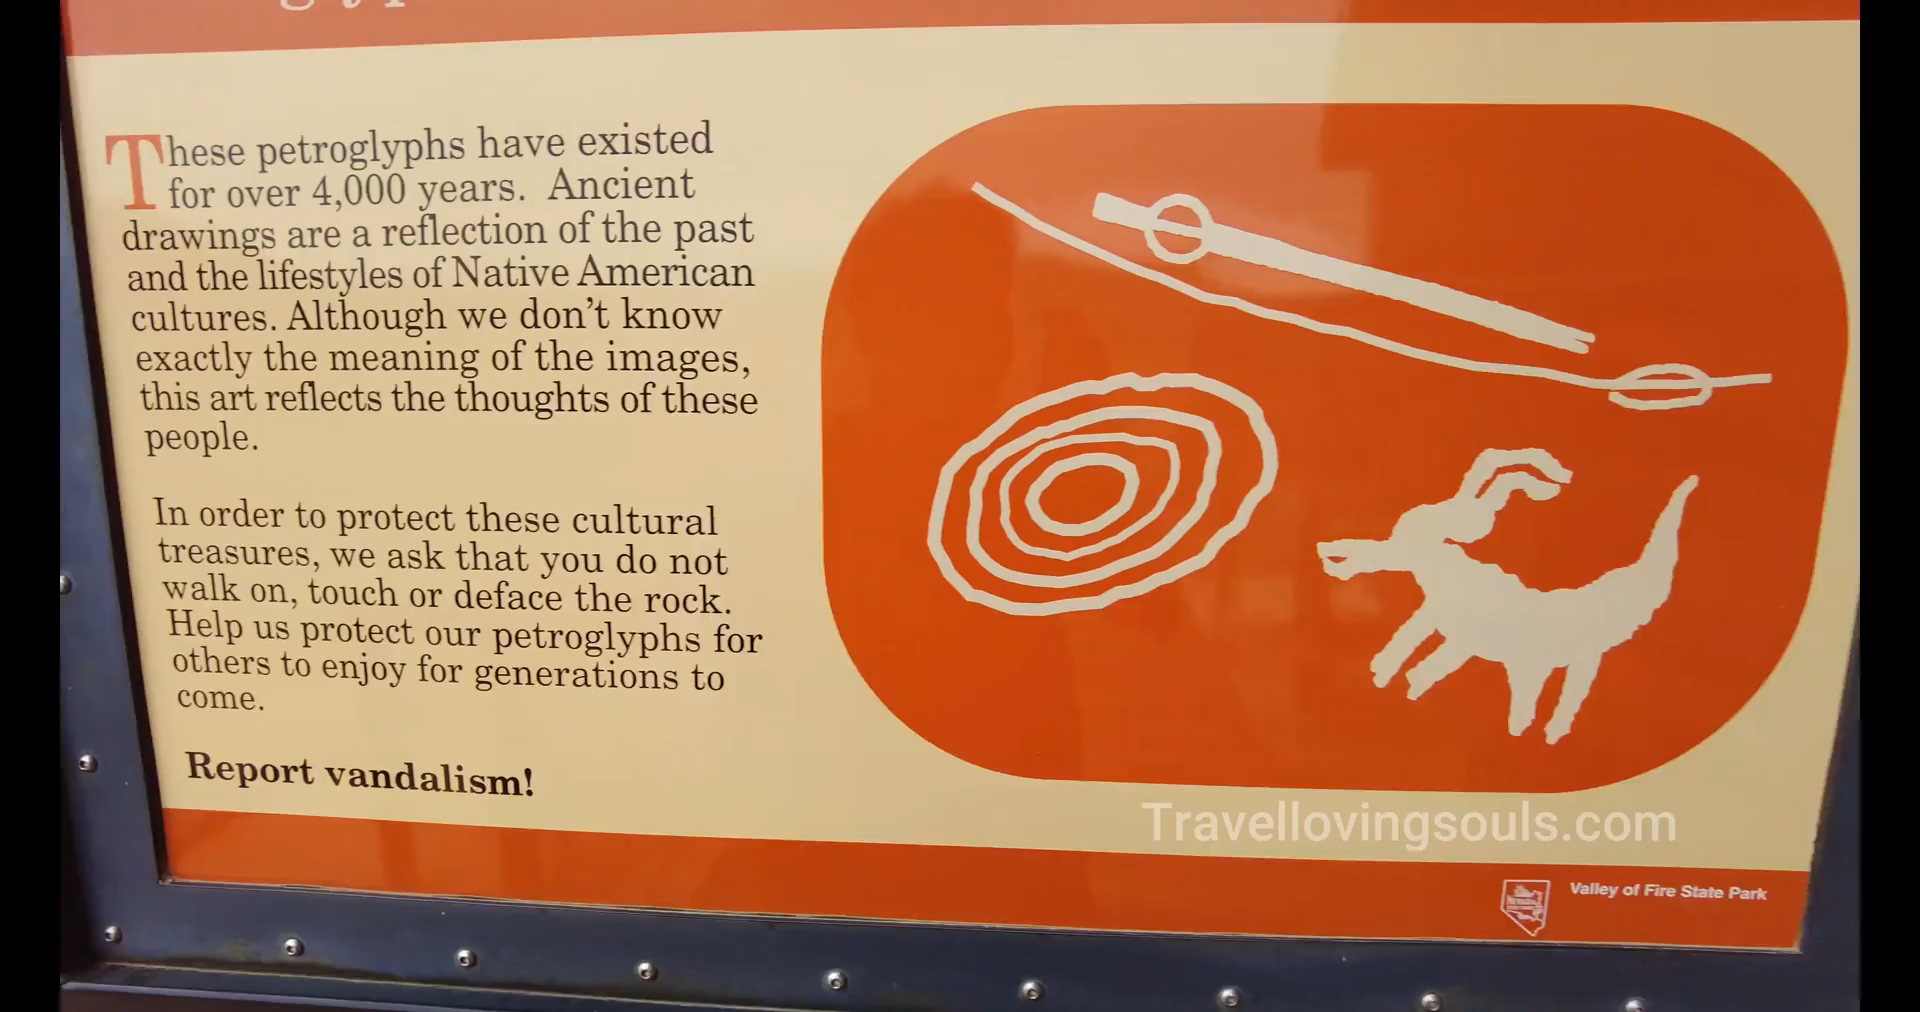 These petroglyphs have existed
for over 4,000 years. Ancient
drawings are a reflection of the past
and the lifestyles of Native American
cultures. Although we don't know
exactly the meaning of the images,
this art reflects the thoughts of these
people.
In order to protect these cultural
treasures, we ask that you do not
walk on, touch or deface the rock.
Help us protect our petroglyphs for
others to enjoy for generations to
come.
Report vandalism!
Travellovingsouls.com
Valley of Fire State Park